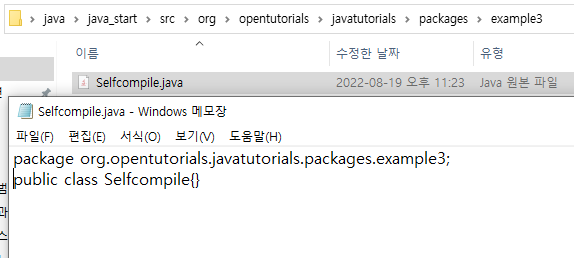 java > java_start > src > org > opentutorials > javatutorials > packages > example3 >
이름 수정한 날짜 유형
Selfcompile.java 2022-08-19 오후 11:23 Java 원본 파일
Selfcompile.java - Windows 메모장
파일(F) 편집(E) 서식(O) 보기(V) 도움말(H)
package org.opentutorials.javatutorials.packages.example3;
public class Selfcompile{}
범
과
스